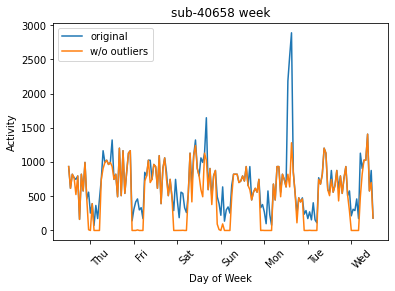 sub-40658 week
original
w/o outliers
Activity
3000
2500
2000
1500
1000
500
0
Thu
Fri
Sat
Sun
Mon
Tue
Wed
Day of Week